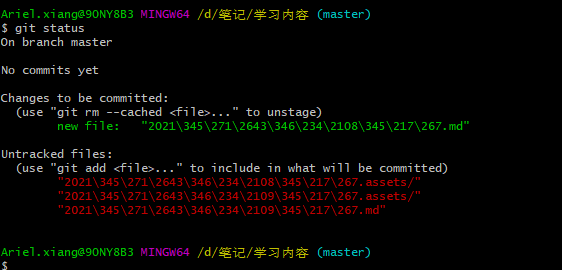 Ariel.xiang@9ONY8B3 MINGW64 /d/笔记/学习内容 (master)
$ git status
On branch master
No commits yet
Changes to be committed:
(use "git rm --cached <file>..." to unstage)
new file:   "2021\345\271\2643\346\234\2108\345\217\267.md"
Untracked files:
(use "git add <file>..." to include in what will be committed)
"2021\345\271\2643\346\234\2108\345\217\267.assets/"
"2021\345\271\2643\346\234\2109\345\217\267.assets/"
"2021\345\271\2643\346\234\2109\345\217\267.md"
Ariel.xiang@9ONY8B3 MINGW64 /d/笔记/学习内容 (master)
$